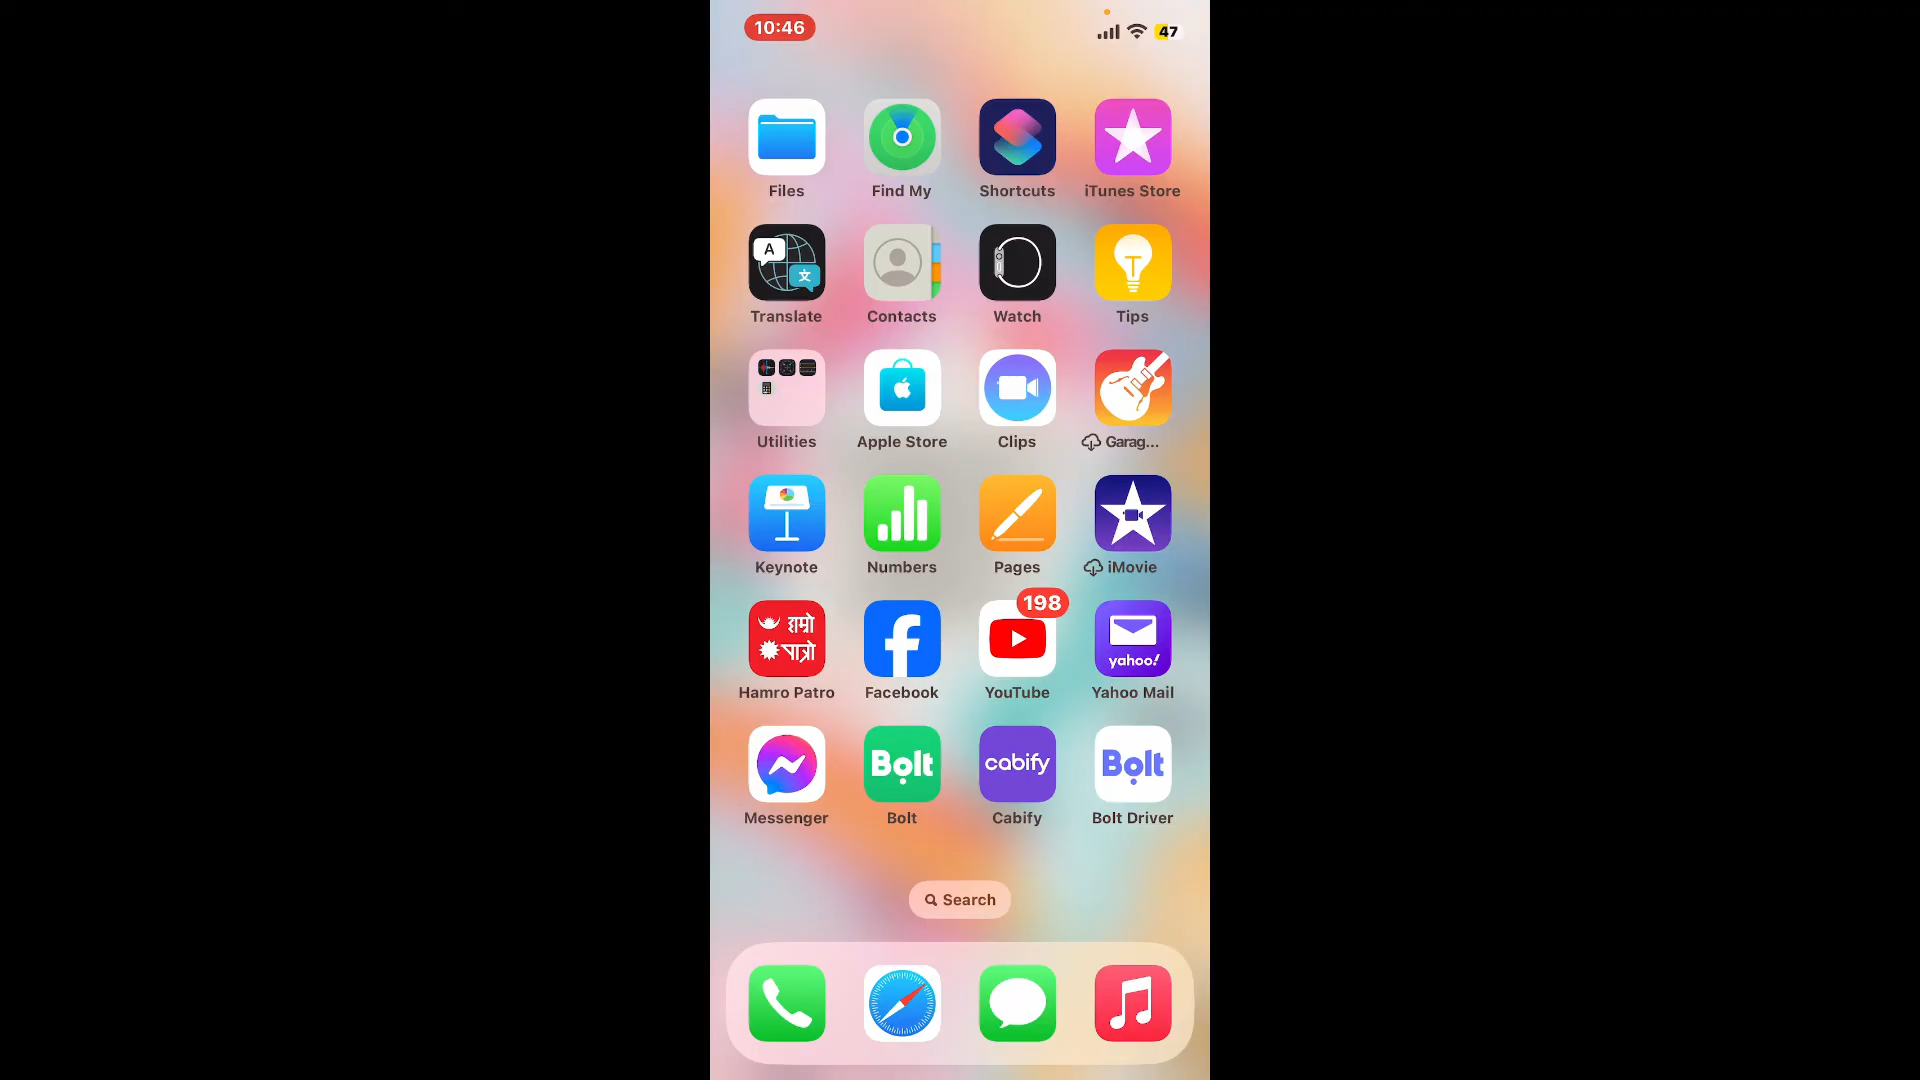 10:46
47
Files Find My Shortcuts iTunes Store
A 文
Translate Contacts Watch Tips
Utilities Apple Store Clips Garag...
Keynote Numbers Pages iMovie
हाम्रो पात्रो 198 yahoo!
Hamro Patro Facebook YouTube Yahoo Mail
Bolt cabify Bolt
Messenger Bolt Cabify Bolt Driver
Search